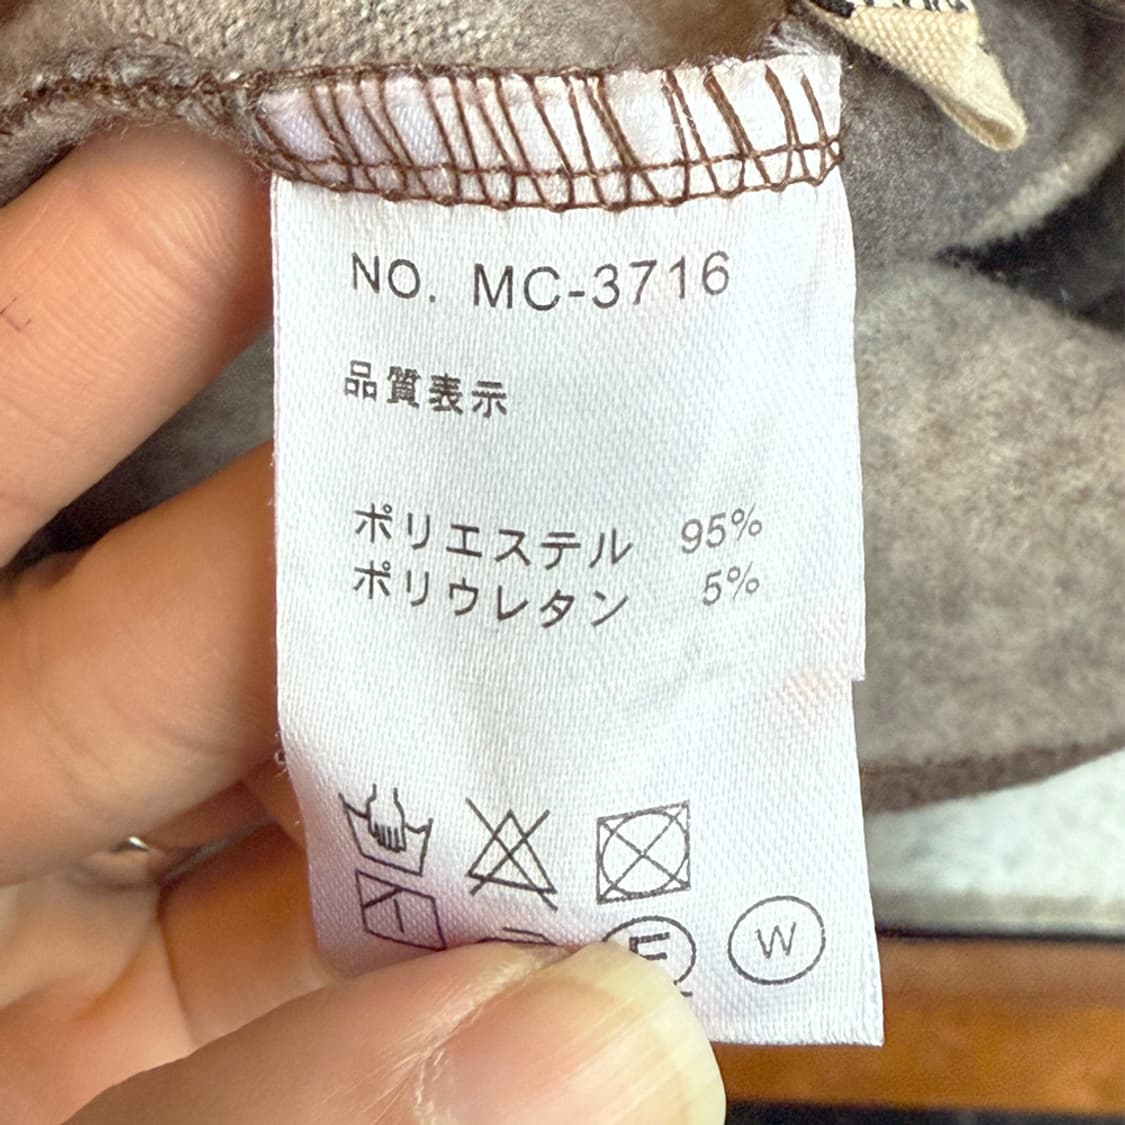 NO. MC-3716
品質表示
ポリエステル 95%
ポリウレタン 5%
W